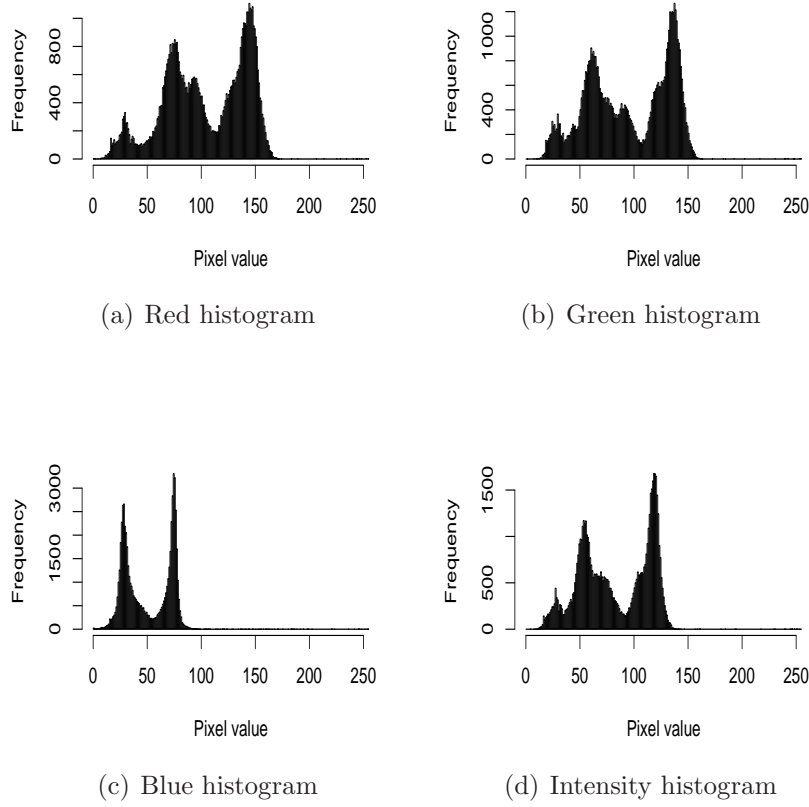 Frequency
0 400 800
0 50 100 150 200 250
Pixel value
(a) Red histogram
Frequency
0 400 1000
0 50 100 150 200 250
Pixel value
(b) Green histogram
Frequency
0 1500 3000
0 50 100 150 200 250
Pixel value
(c) Blue histogram
Frequency
0 500 1500
0 50 100 150 200 250
Pixel value
(d) Intensity histogram